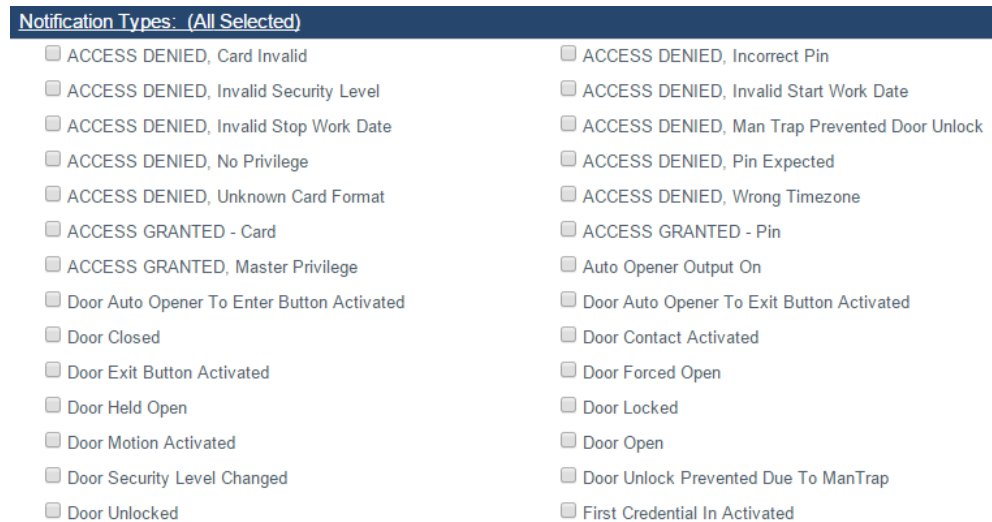 Notification Types: (All Selected)
ACCESS DENIED, Card Invalid
ACCESS DENIED, Incorrect Pin
ACCESS DENIED, Invalid Security Level
ACCESS DENIED, Invalid Start Work Date
ACCESS DENIED, Invalid Stop Work Date
ACCESS DENIED, Man Trap Prevented Door Unlock
ACCESS DENIED, No Privilege
ACCESS DENIED, Pin Expected
ACCESS DENIED, Unknown Card Format
ACCESS DENIED, Wrong Timezone
ACCESS GRANTED - Card
ACCESS GRANTED - Pin
ACCESS GRANTED, Master Privilege
Auto Opener Output On
Door Auto Opener To Enter Button Activated
Door Auto Opener To Exit Button Activated
Door Closed
Door Contact Activated
Door Exit Button Activated
Door Forced Open
Door Held Open
Door Locked
Door Motion Activated
Door Open
Door Security Level Changed
Door Unlock Prevented Due To ManTrap
Door Unlocked
First Credential In Activated